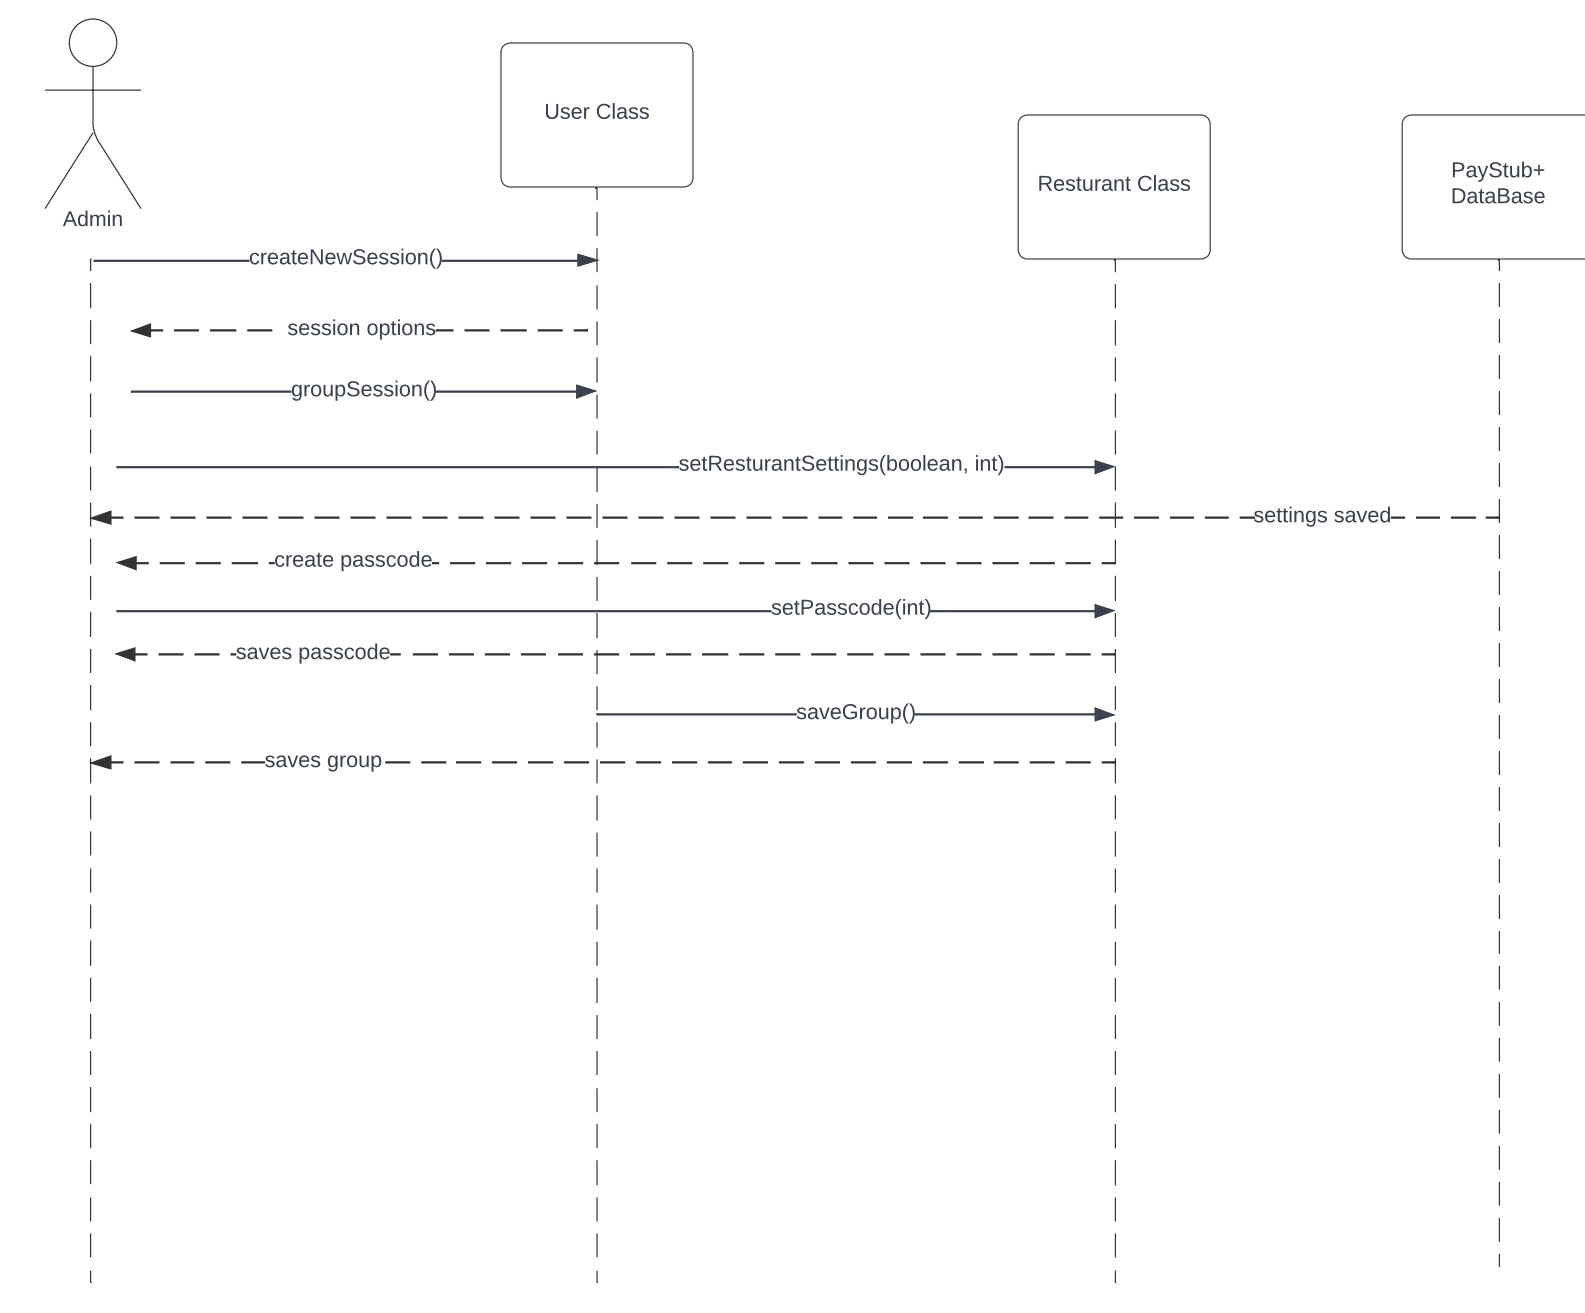 User Class
Resturant Class
PayStub+
DataBase
Admin
createNewSession()
session options
groupSession()
setResturantSettings(boolean, int)
settings saved
create passcode
setPasscode(int)
saves passcode
saveGroup()
saves group